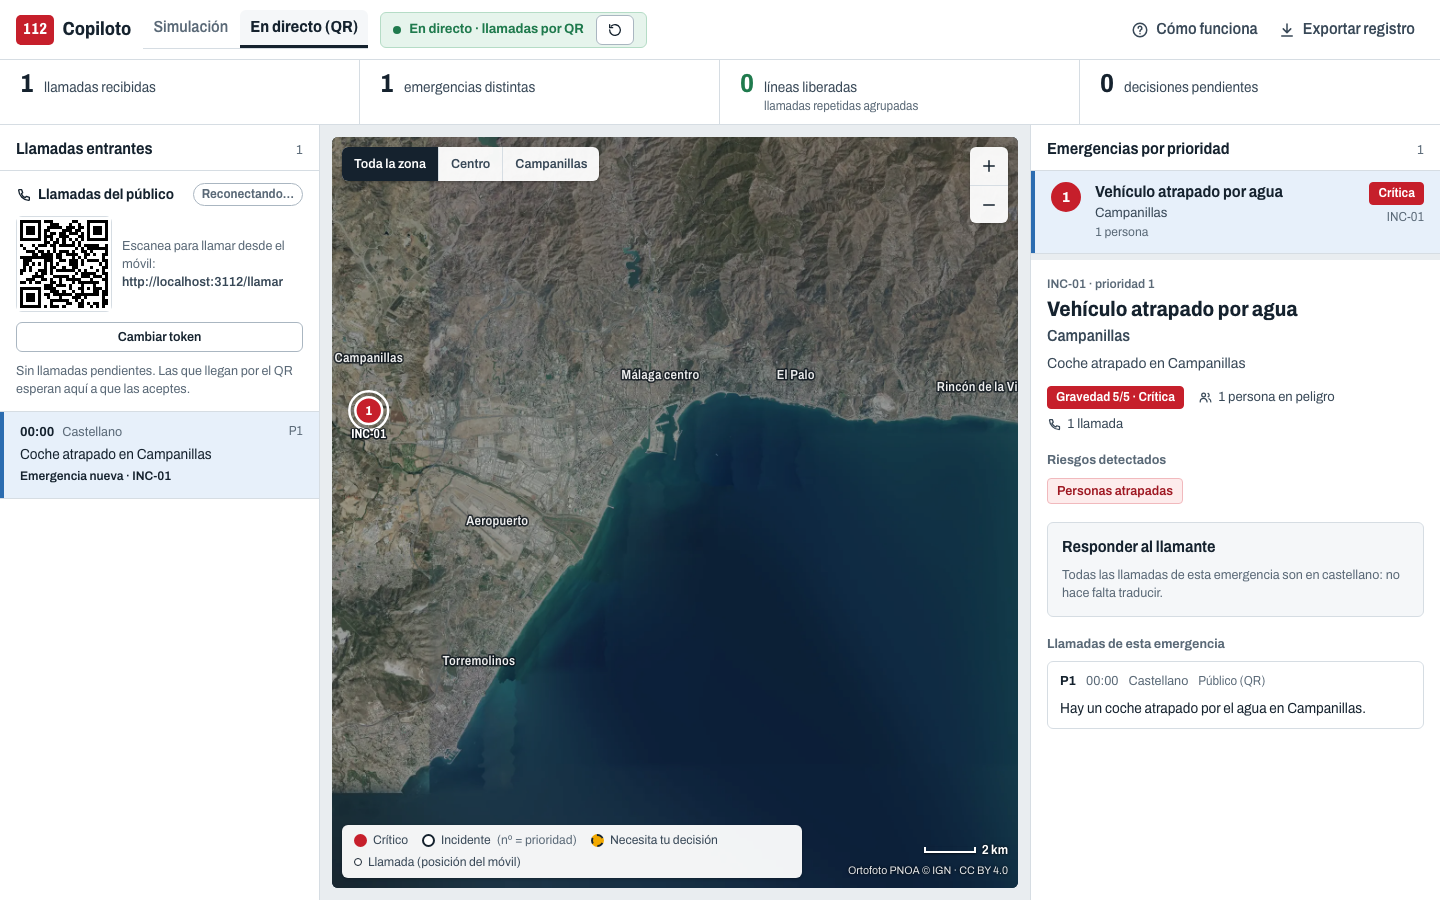 112 Copiloto
Simulación
En directo (QR)
En directo · llamadas por QR
Cómo funciona
Exportar registro
1 llamadas recibidas
1 emergencias distintas
0 líneas liberadas
llamadas repetidas agrupadas
0 decisiones pendientes
Llamadas entrantes
1
Llamadas del público
Reconectando...
Escanea para llamar desde el
móvil:
http://localhost:3112/llamar
Cambiar token
Sin llamadas pendientes. Las que llegan por el QR
esperan aquí a que las aceptes.
00:00 Castellano P1
Coche atrapado en Campanillas
Emergencia nueva · INC-01
Toda la zona
Centro
Campanillas
Campanillas
Málaga centro
El Palo
Rincón de la Vi
1
INC-01
Aeropuerto
Torremolinos
Crítico
Incidente (nº = prioridad)
Necesita tu decisión
Llamada (posición del móvil)
2 km
Ortofoto PNOA © IGN · CC BY 4.0
Emergencias por prioridad
1
1
Vehículo atrapado por agua
Crítica
Campanillas
INC-01
1 persona
INC-01 · prioridad 1
Vehículo atrapado por agua
Campanillas
Coche atrapado en Campanillas
Gravedad 5/5 · Crítica
1 persona en peligro
1 llamada
Riesgos detectados
Personas atrapadas
Responder al llamante
Todas las llamadas de esta emergencia son en castellano: no
hace falta traducir.
Llamadas de esta emergencia
P1 00:00 Castellano Público (QR)
Hay un coche atrapado por el agua en Campanillas.